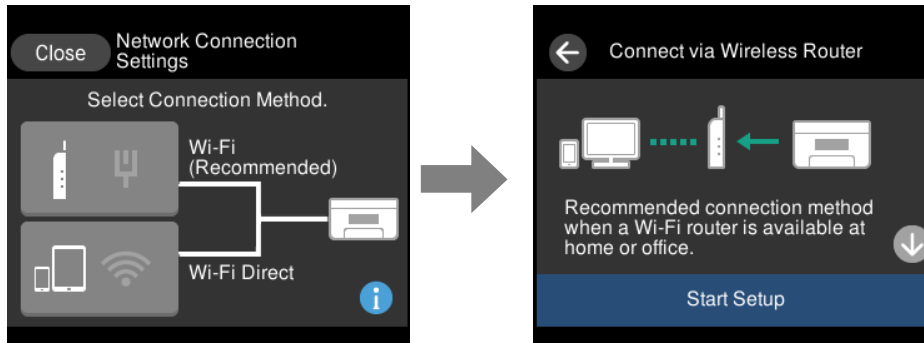 Close
Network Connection
Settings
Select Connection Method.
Wi-Fi
(Recommended)
Wi-Fi Direct
i
Connect via Wireless Router
Recommended connection method
when a Wi-Fi router is available at
home or office.
Start Setup